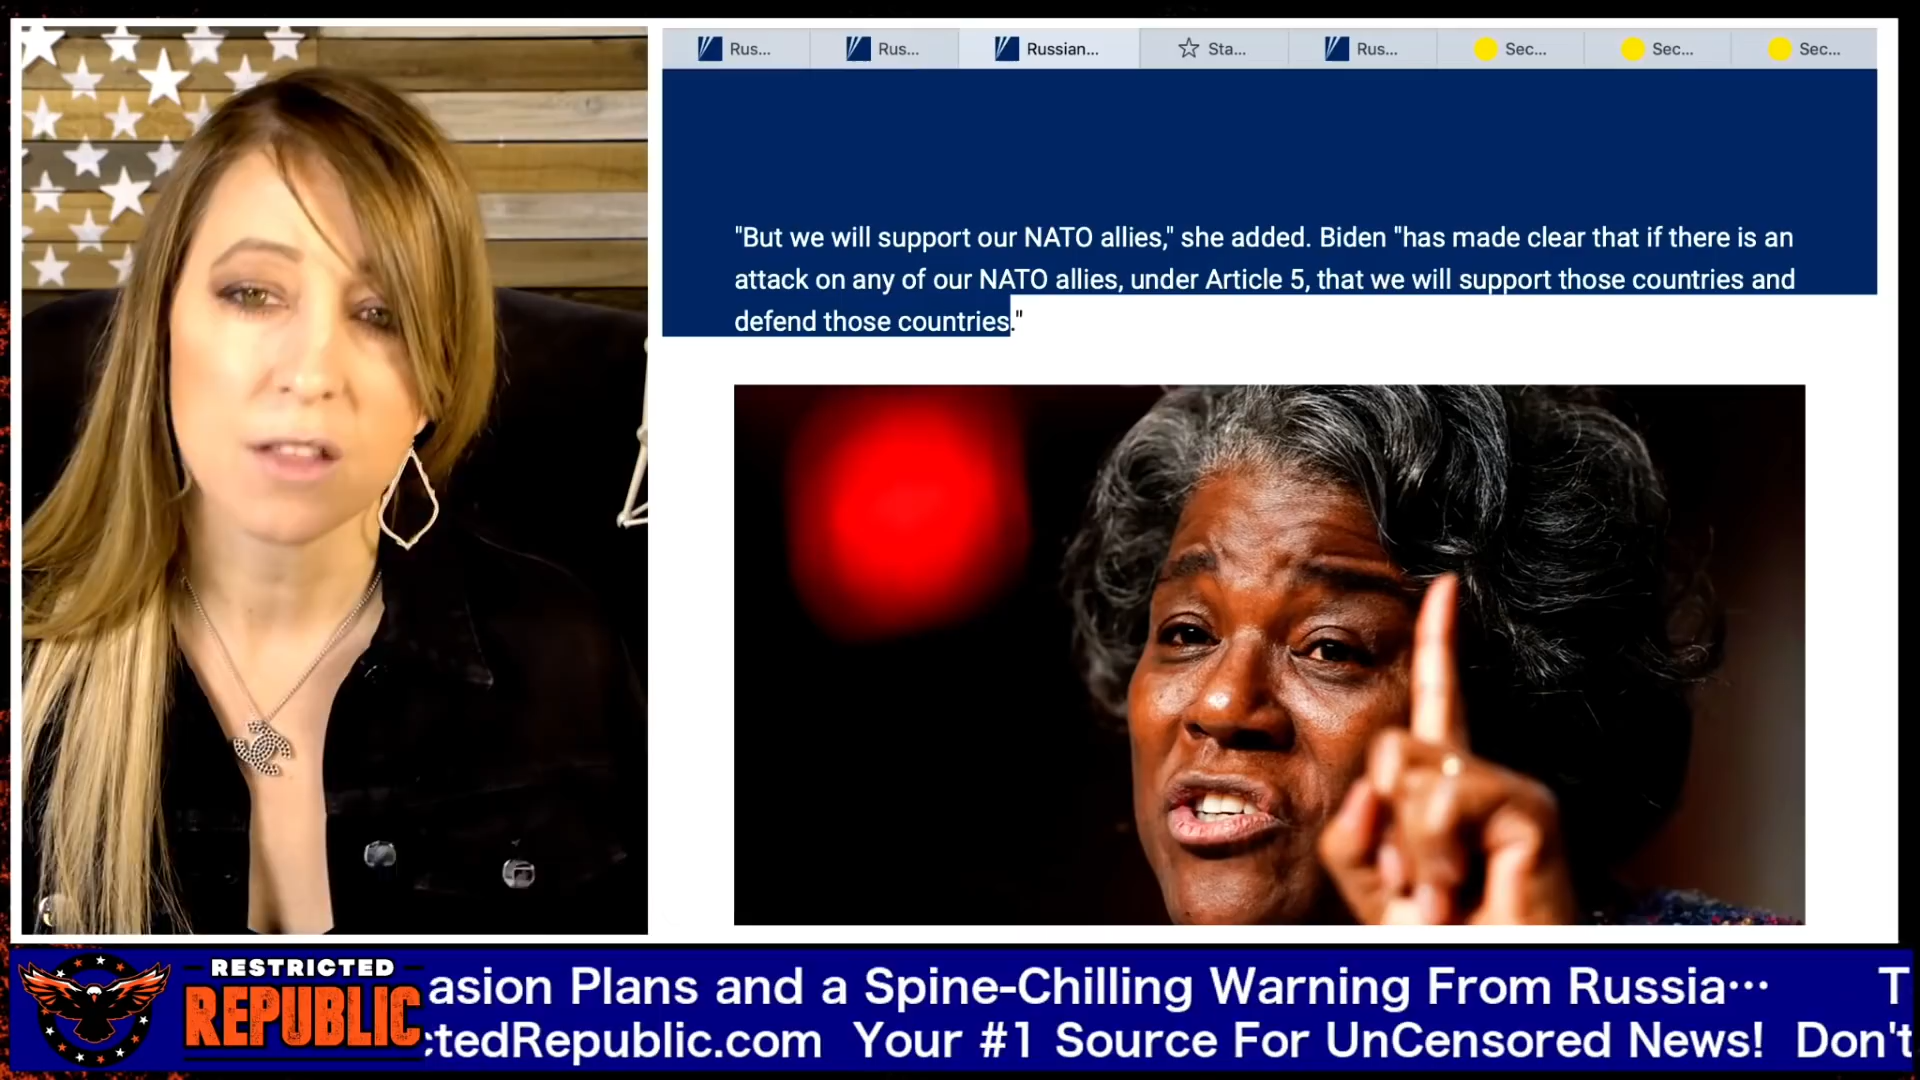 Rus...
Rus...
Russian...
Sta...
Rus...
Sec...
Sec...
Sec...
"But we will support our NATO allies," she added. Biden "has made clear that if there is an
attack on any of our NATO allies, under Article 5, that we will support those countries and
defend those countries."
RESTRICTED
REPUBLIC
asion Plans and a Spine-Chilling Warning From Russia… T
ctedRepublic.com Your #1 Source For UnCensored News! Don't